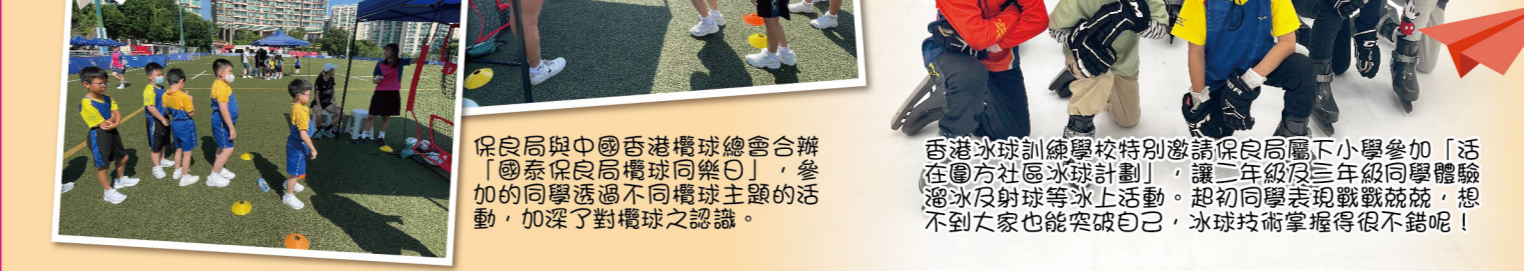 保良局與中國香港欖球總會合辦
「國泰保良局欖球同樂日」，參
加的同學透過不同欖球主題的活
動，加深了對欖球之認識。
香港冰球訓練學校特別邀請保良局屬下小學參加「活
在圍方社區冰球計劃」，讓二年級及三年級同學體驗
溜冰及射球等冰上活動。起初同學表現戰戰兢兢，想
不到大家也能突破自己，冰球技術掌握得很不錯呢！